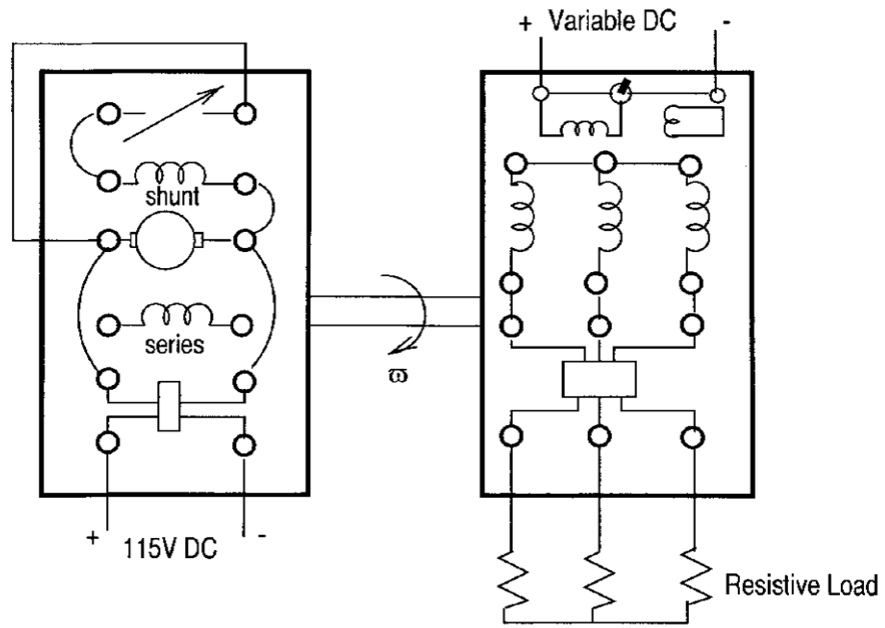 + Variable DC -
shunt
series
ϖ
+ 115V DC -
Resistive Load